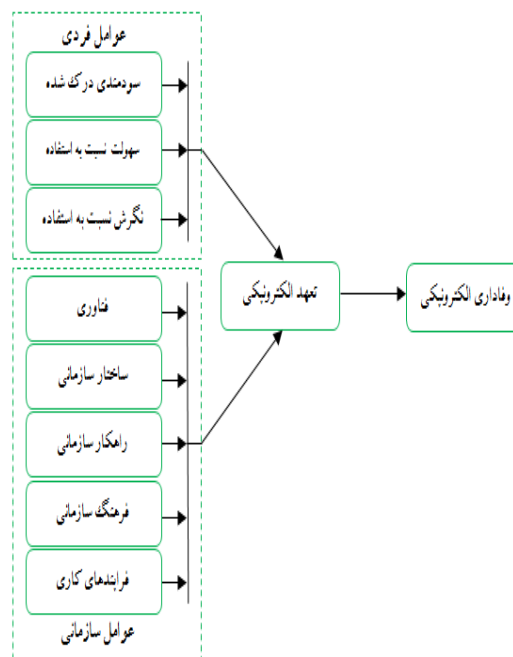 عوامل فردی
سودمندی درک شده
سهولت نسبت به استفاده
نگرش نسبت به استفاده
فناوری
ساختار سازمانی
راهکار سازمانی
فرهنگ سازمانی
فرایندهای کاری
عوامل سازمانی
تعهد الکترونیکی
وفاداری الکترونیکی